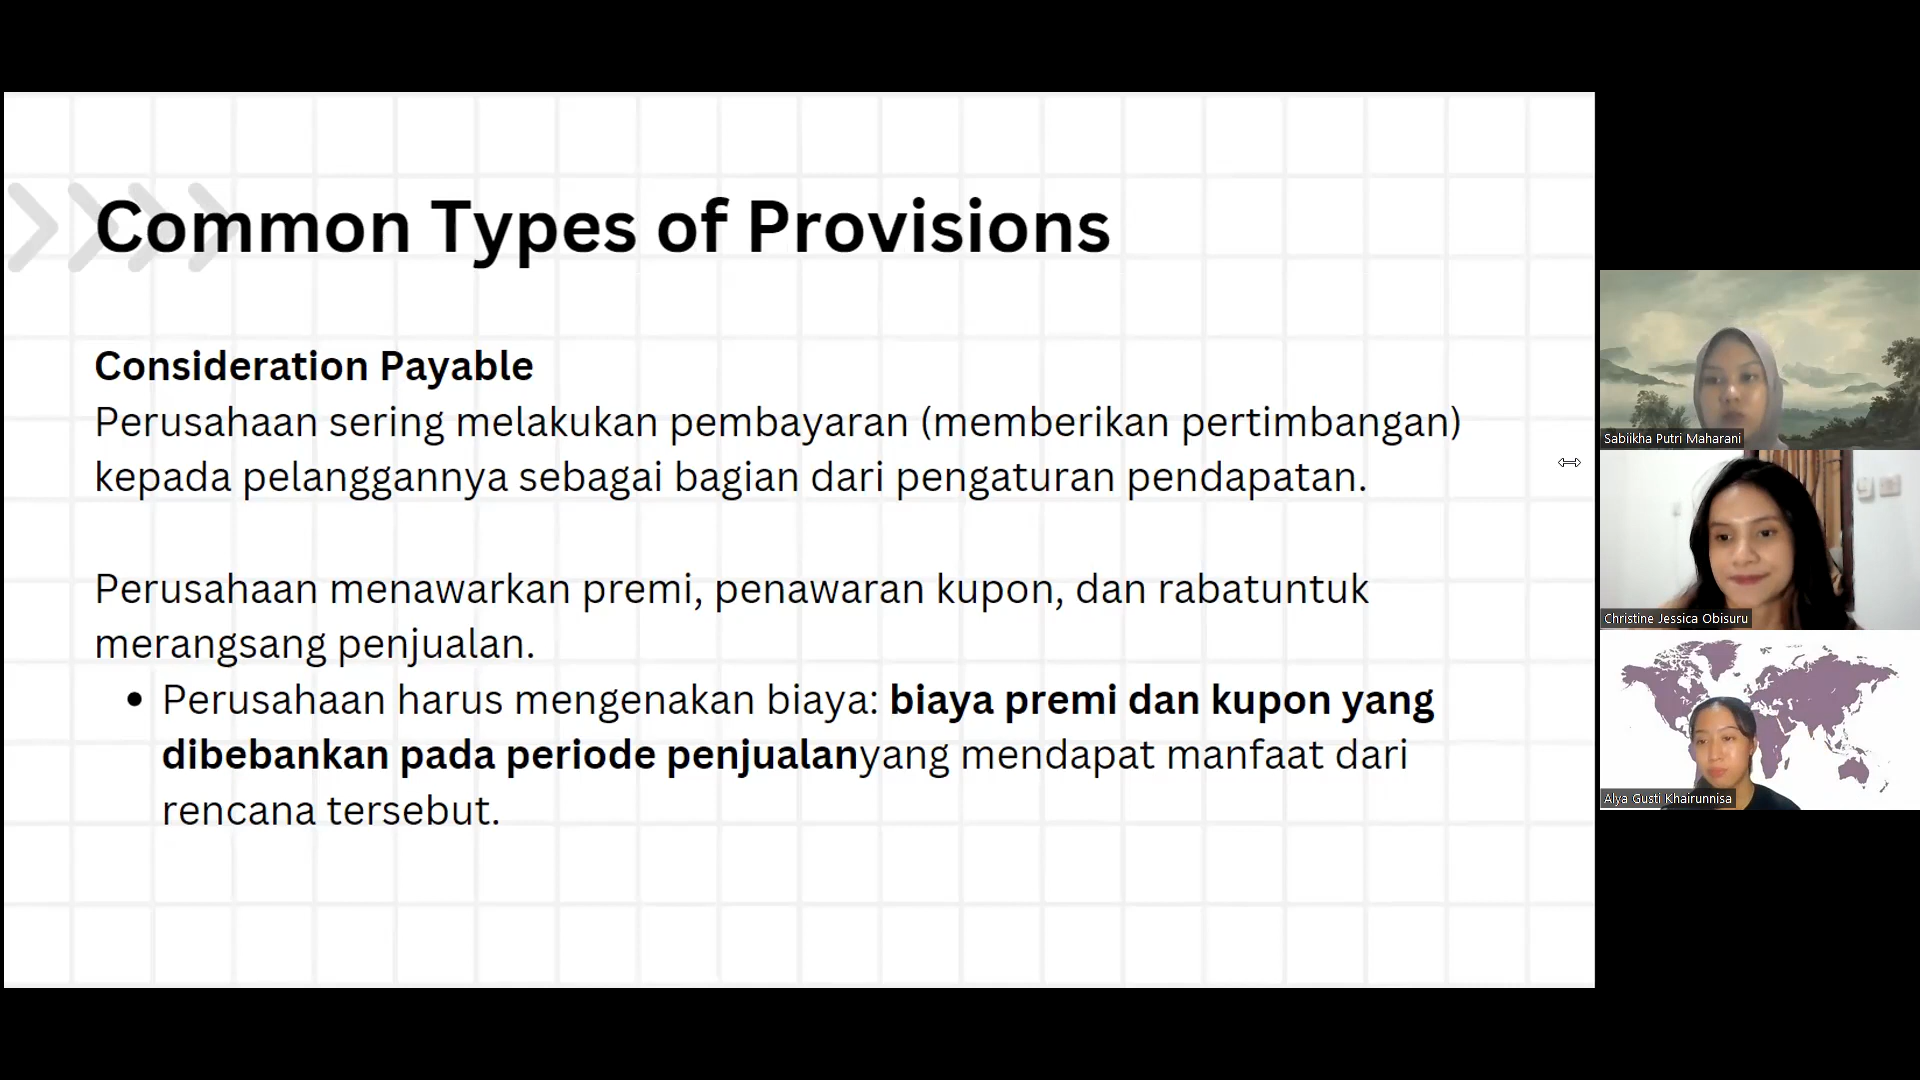 Common Types of Provisions
Consideration Payable
Perusahaan sering melakukan pembayaran (memberikan pertimbangan)
kepada pelanggannya sebagai bagian dari pengaturan pendapatan.
Perusahaan menawarkan premi, penawaran kupon, dan rabatuntuk
merangsang penjualan.
• Perusahaan harus mengenakan biaya: biaya premi dan kupon yang
dibebankan pada periode penjualanyang mendapat manfaat dari
rencana tersebut.
Sabiikha Putri Maharani
Christine Jessica Obisuru
Alya Gusti Khairunnisa